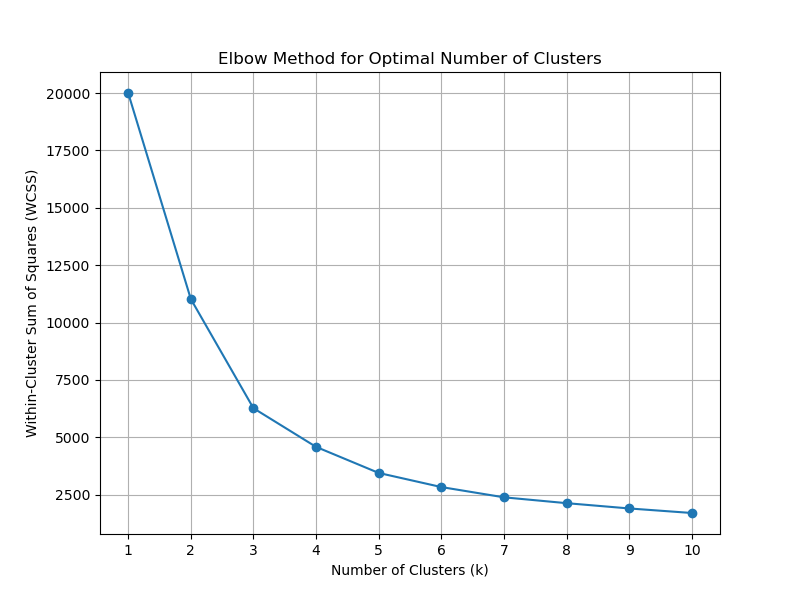 Elbow Method for Optimal Number of Clusters
20000
17500
15000
12500
10000
7500
5000
2500
Within-Cluster Sum of Squares (WCSS)
1 2 3 4 5 6 7 8 9 10
Number of Clusters (k)